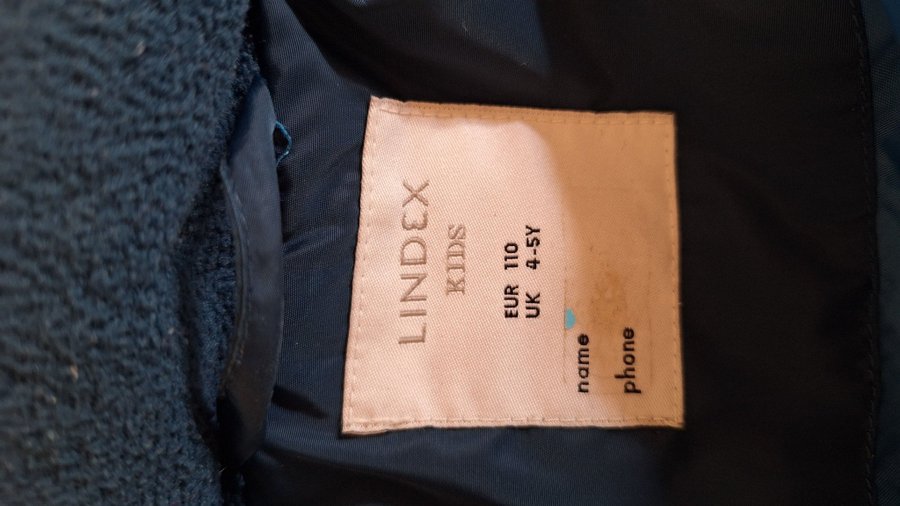 LINDEX
KIDS
EUR 110
UK 4-5Y
name
phone